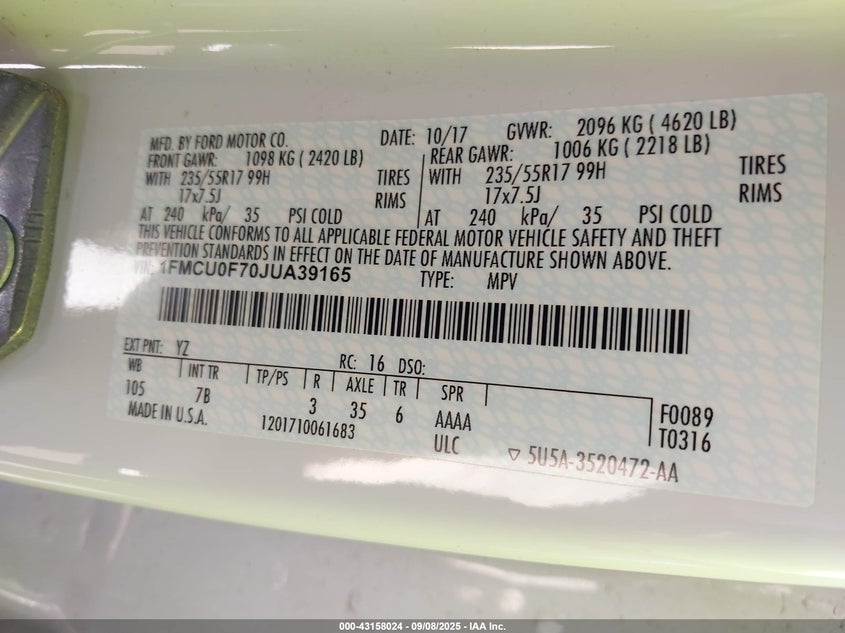 MFD. BY FORD MOTOR CO. DATE: 10/17 GVWR: 2096 KG ( 4620 LB)
FRONT GAWR: 1098 KG ( 2420 LB) REAR GAWR: 1006 KG ( 2218 LB)
WITH 235/55R17 99H TIRES WITH 235/55R17 99H TIRES
17x7.5J RIMS 17x7.5J RIMS
AT 240 kPa/ 35 PSI COLD AT 240 kPa/ 35 PSI COLD
THIS VEHICLE CONFORMS TO ALL APPLICABLE FEDERAL MOTOR VEHICLE SAFETY AND THEFT
PREVENTION STANDARDS IN EFFECT ON THE DATE OF MANUFACTURE SHOWN ABOVE.
VIN: 1FMCU0F70JUA39165 TYPE: MPV
EXT PNT: YZ RC: 16 DSO:
WB INT TR TP/PS R AXLE TR SPR
105 7B 3 35 6 AAAA F0089
MADE IN U.S.A. 1201710061683 ULC T0316
5U5A-3520472-AA
000-43158024 - 09/08/2025 - IAA Inc.